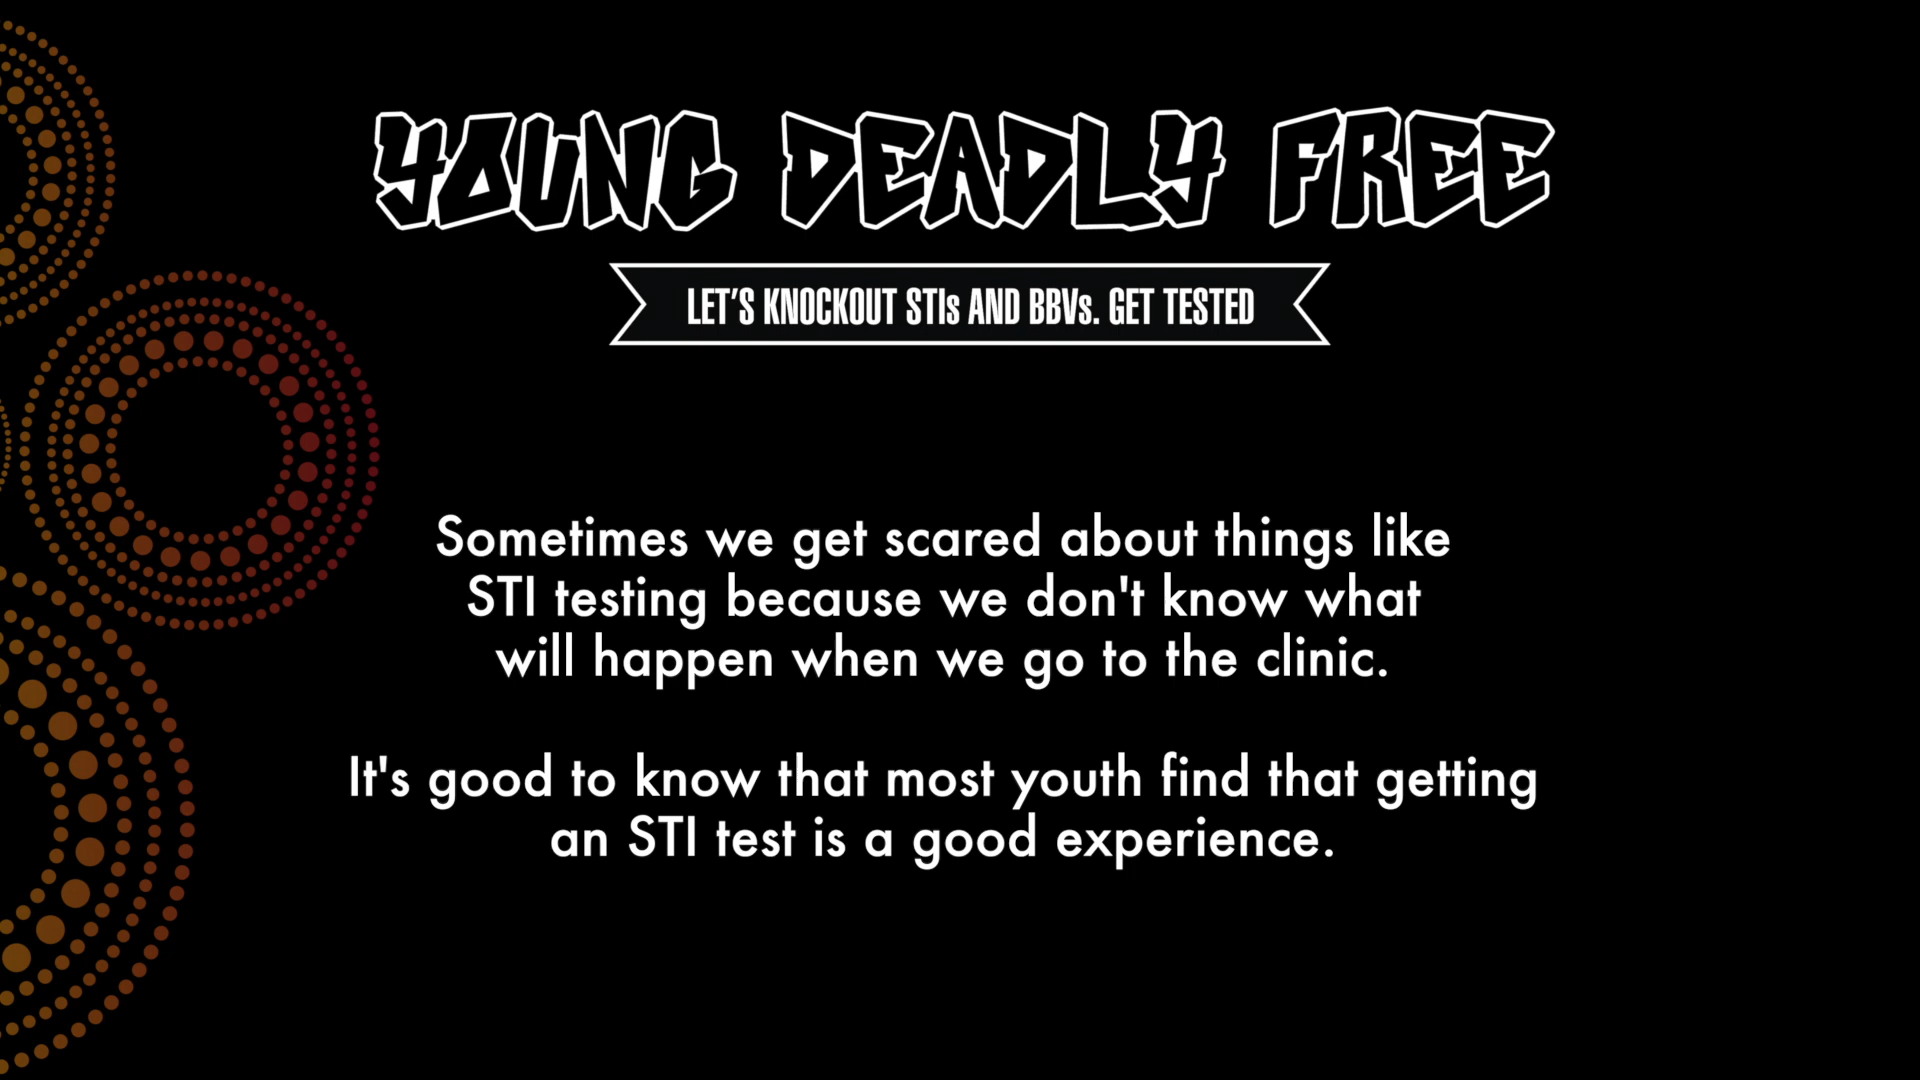 YOUNG DEADLY FREE
LET'S KNOCKOUT STIs AND BBVs. GET TESTED
Sometimes we get scared about things like
STI testing because we don't know what
will happen when we go to the clinic.
It's good to know that most youth find that getting
an STI test is a good experience.